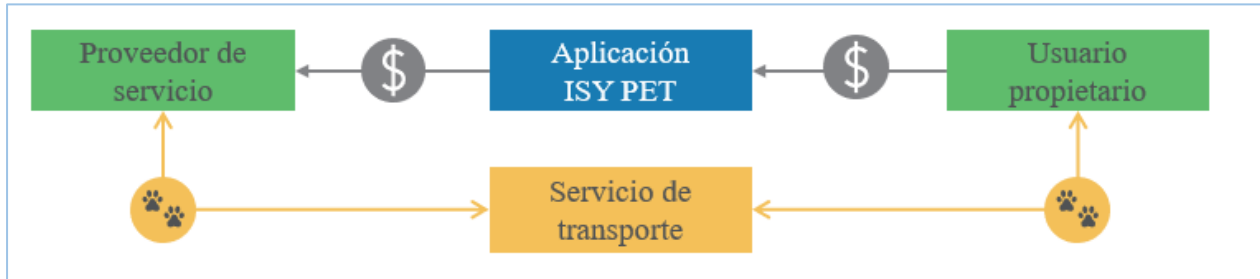 Proveedor de
servicio
$
Aplicación
ISY PET
$
Usuario
propietario
Servicio de
transporte